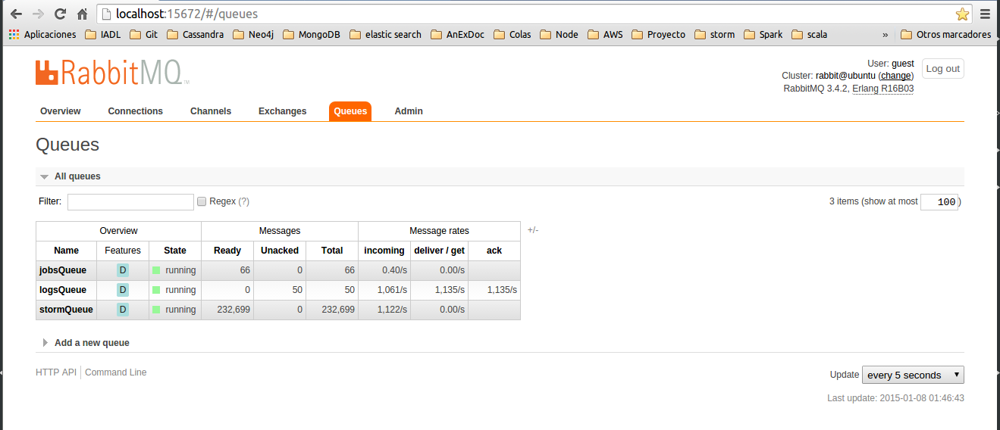 localhost:15672/#/queues
Aplicaciones IADL Git Cassandra Neo4j MongoDB elastic search AnExDoc Colas Node AWS Proyecto storm Spark scala » Otros marcadores
RabbitMQ™
User: guest
Cluster: rabbit@ubuntu (change)
RabbitMQ 3.4.2, Erlang R16B03
Log out
Overview Connections Channels Exchanges Queues Admin
Queues
All queues
Filter: Regex (?) 3 items (show at most 100)
Overview Messages Message rates +/-
Name Features State Ready Unacked Total incoming deliver / get ack
jobsQueue D running 66 0 66 0.40/s 0.00/s
logsQueue D running 0 50 50 1,061/s 1,135/s 1,135/s
stormQueue D running 232,699 0 232,699 1,122/s 0.00/s
Add a new queue
HTTP API Command Line
Update every 5 seconds
Last update: 2015-01-08 01:46:43